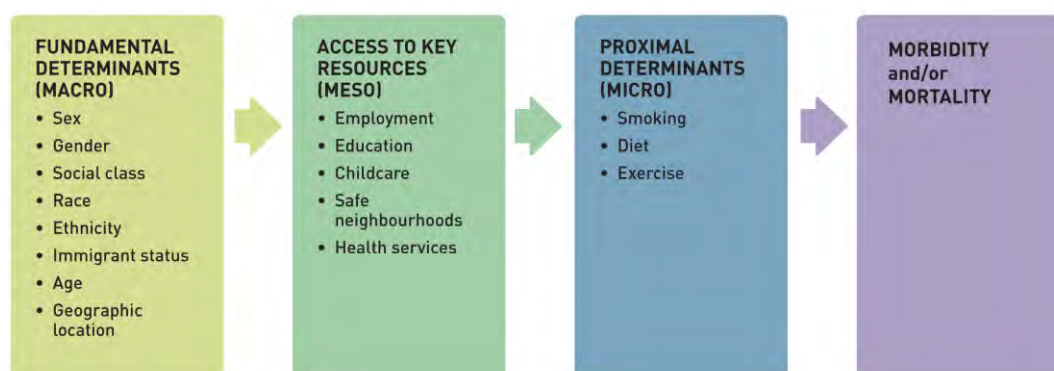 FUNDAMENTAL
DETERMINANTS
(MACRO)
• Sex
• Gender
• Social class
• Race
• Ethnicity
• Immigrant status
• Age
• Geographic
location
ACCESS TO KEY
RESOURCES
(MESO)
• Employment
• Education
• Childcare
• Safe
neighbourhoods
• Health services
PROXIMAL
DETERMINANTS
(MICRO)
• Smoking
• Diet
• Exercise
MORBIDITY
and/or
MORTALITY